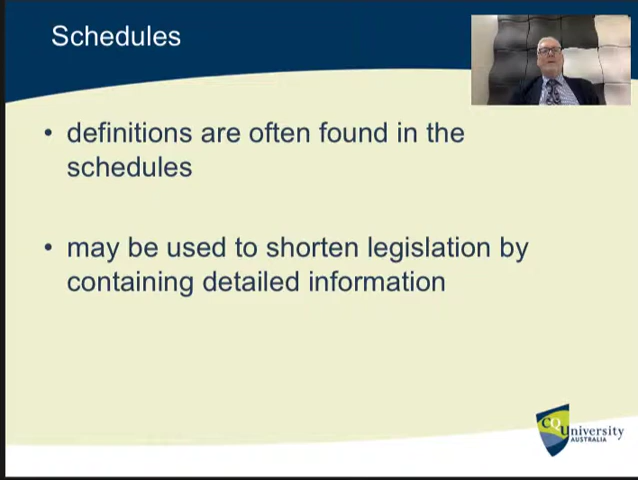 Schedules
• definitions are often found in the
schedules
• may be used to shorten legislation by
containing detailed information
CQUniversity
AUSTRALIA